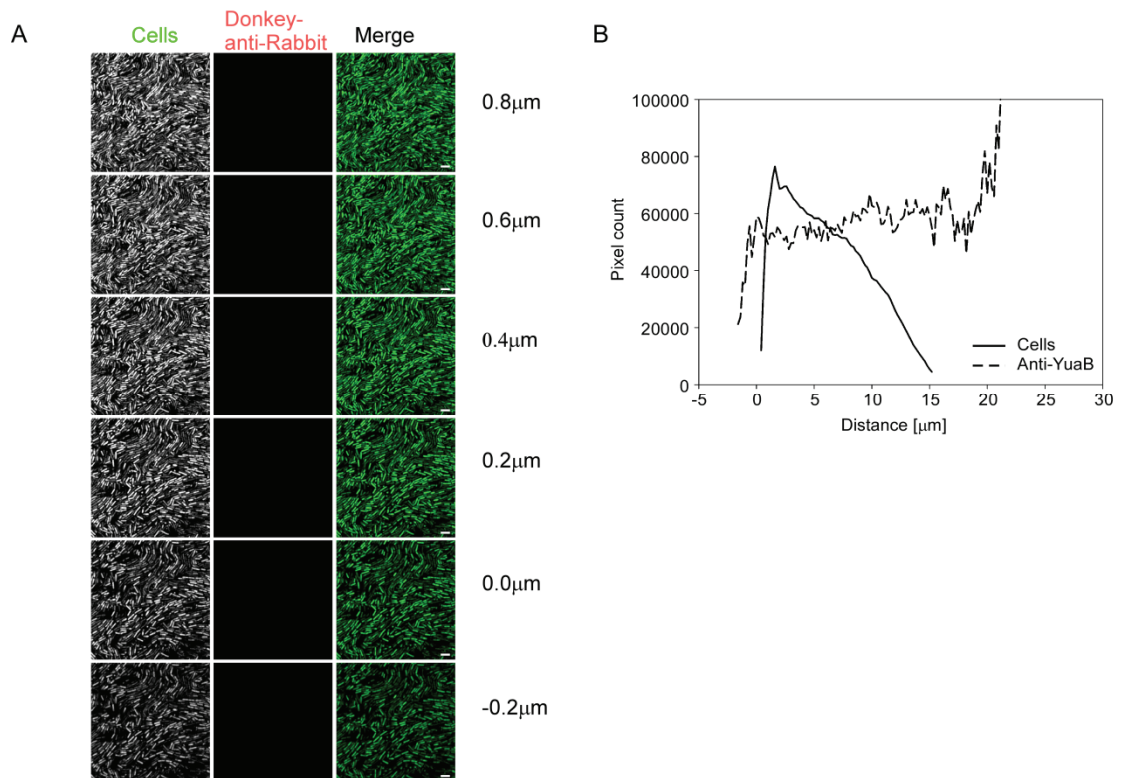 A
Cells
Donkey-
anti-Rabbit
Merge
0.8μm
0.6μm
0.4μm
0.2μm
0.0μm
-0.2μm
B
100000
80000
60000
40000
20000
0
Pixel count
Cells
Anti-YuaB
-5 0 5 10 15 20 25 30
Distance [μm]